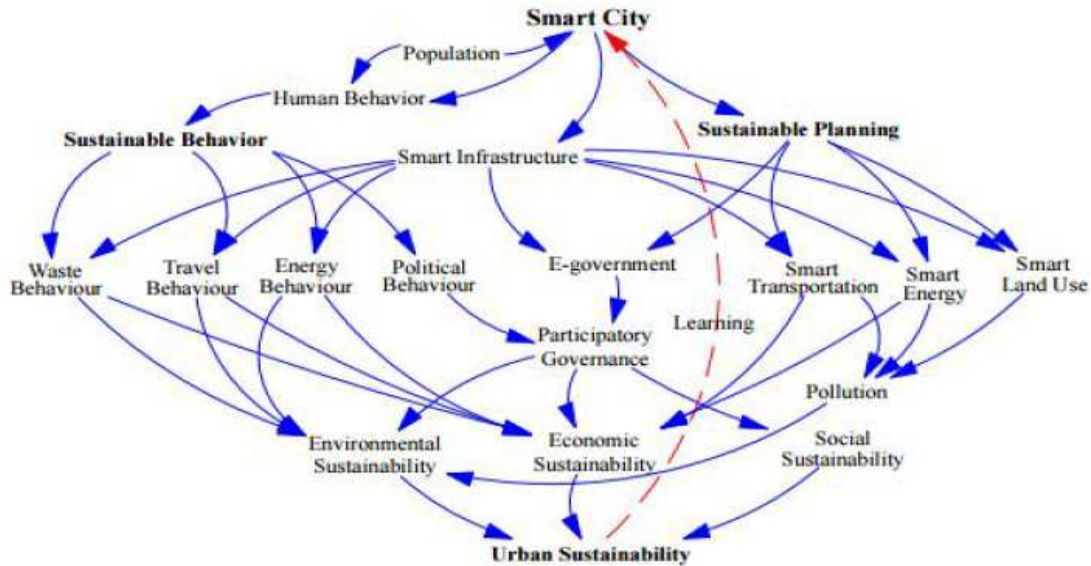 Smart City
Population
Human Behavior
Sustainable Behavior
Sustainable Planning
Smart Infrastructure
Waste
Behaviour
Travel
Behaviour
Energy
Behaviour
Political
Behaviour
E-government
Smart
Transportation
Smart
Energy
Smart
Land Use
Participatory
Governance
Learning
Pollution
Environmental
Sustainability
Economic
Sustainability
Social
Sustainability
Urban Sustainability